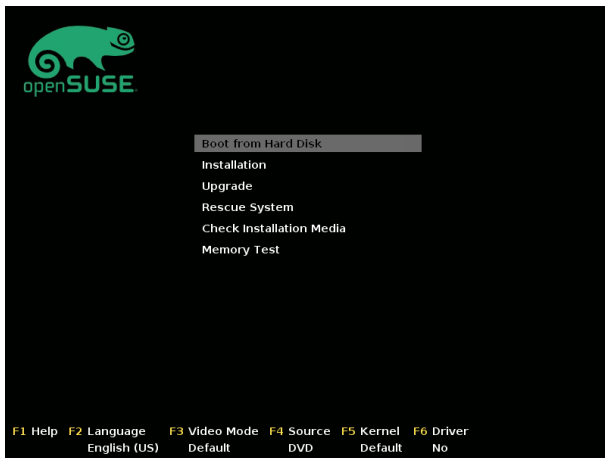 openSUSE
Boot from Hard Disk
Installation
Upgrade
Rescue System
Check Installation Media
Memory Test
F1 Help F2 Language F3 Video Mode F4 Source F5 Kernel F6 Driver
English (US) Default DVD Default No